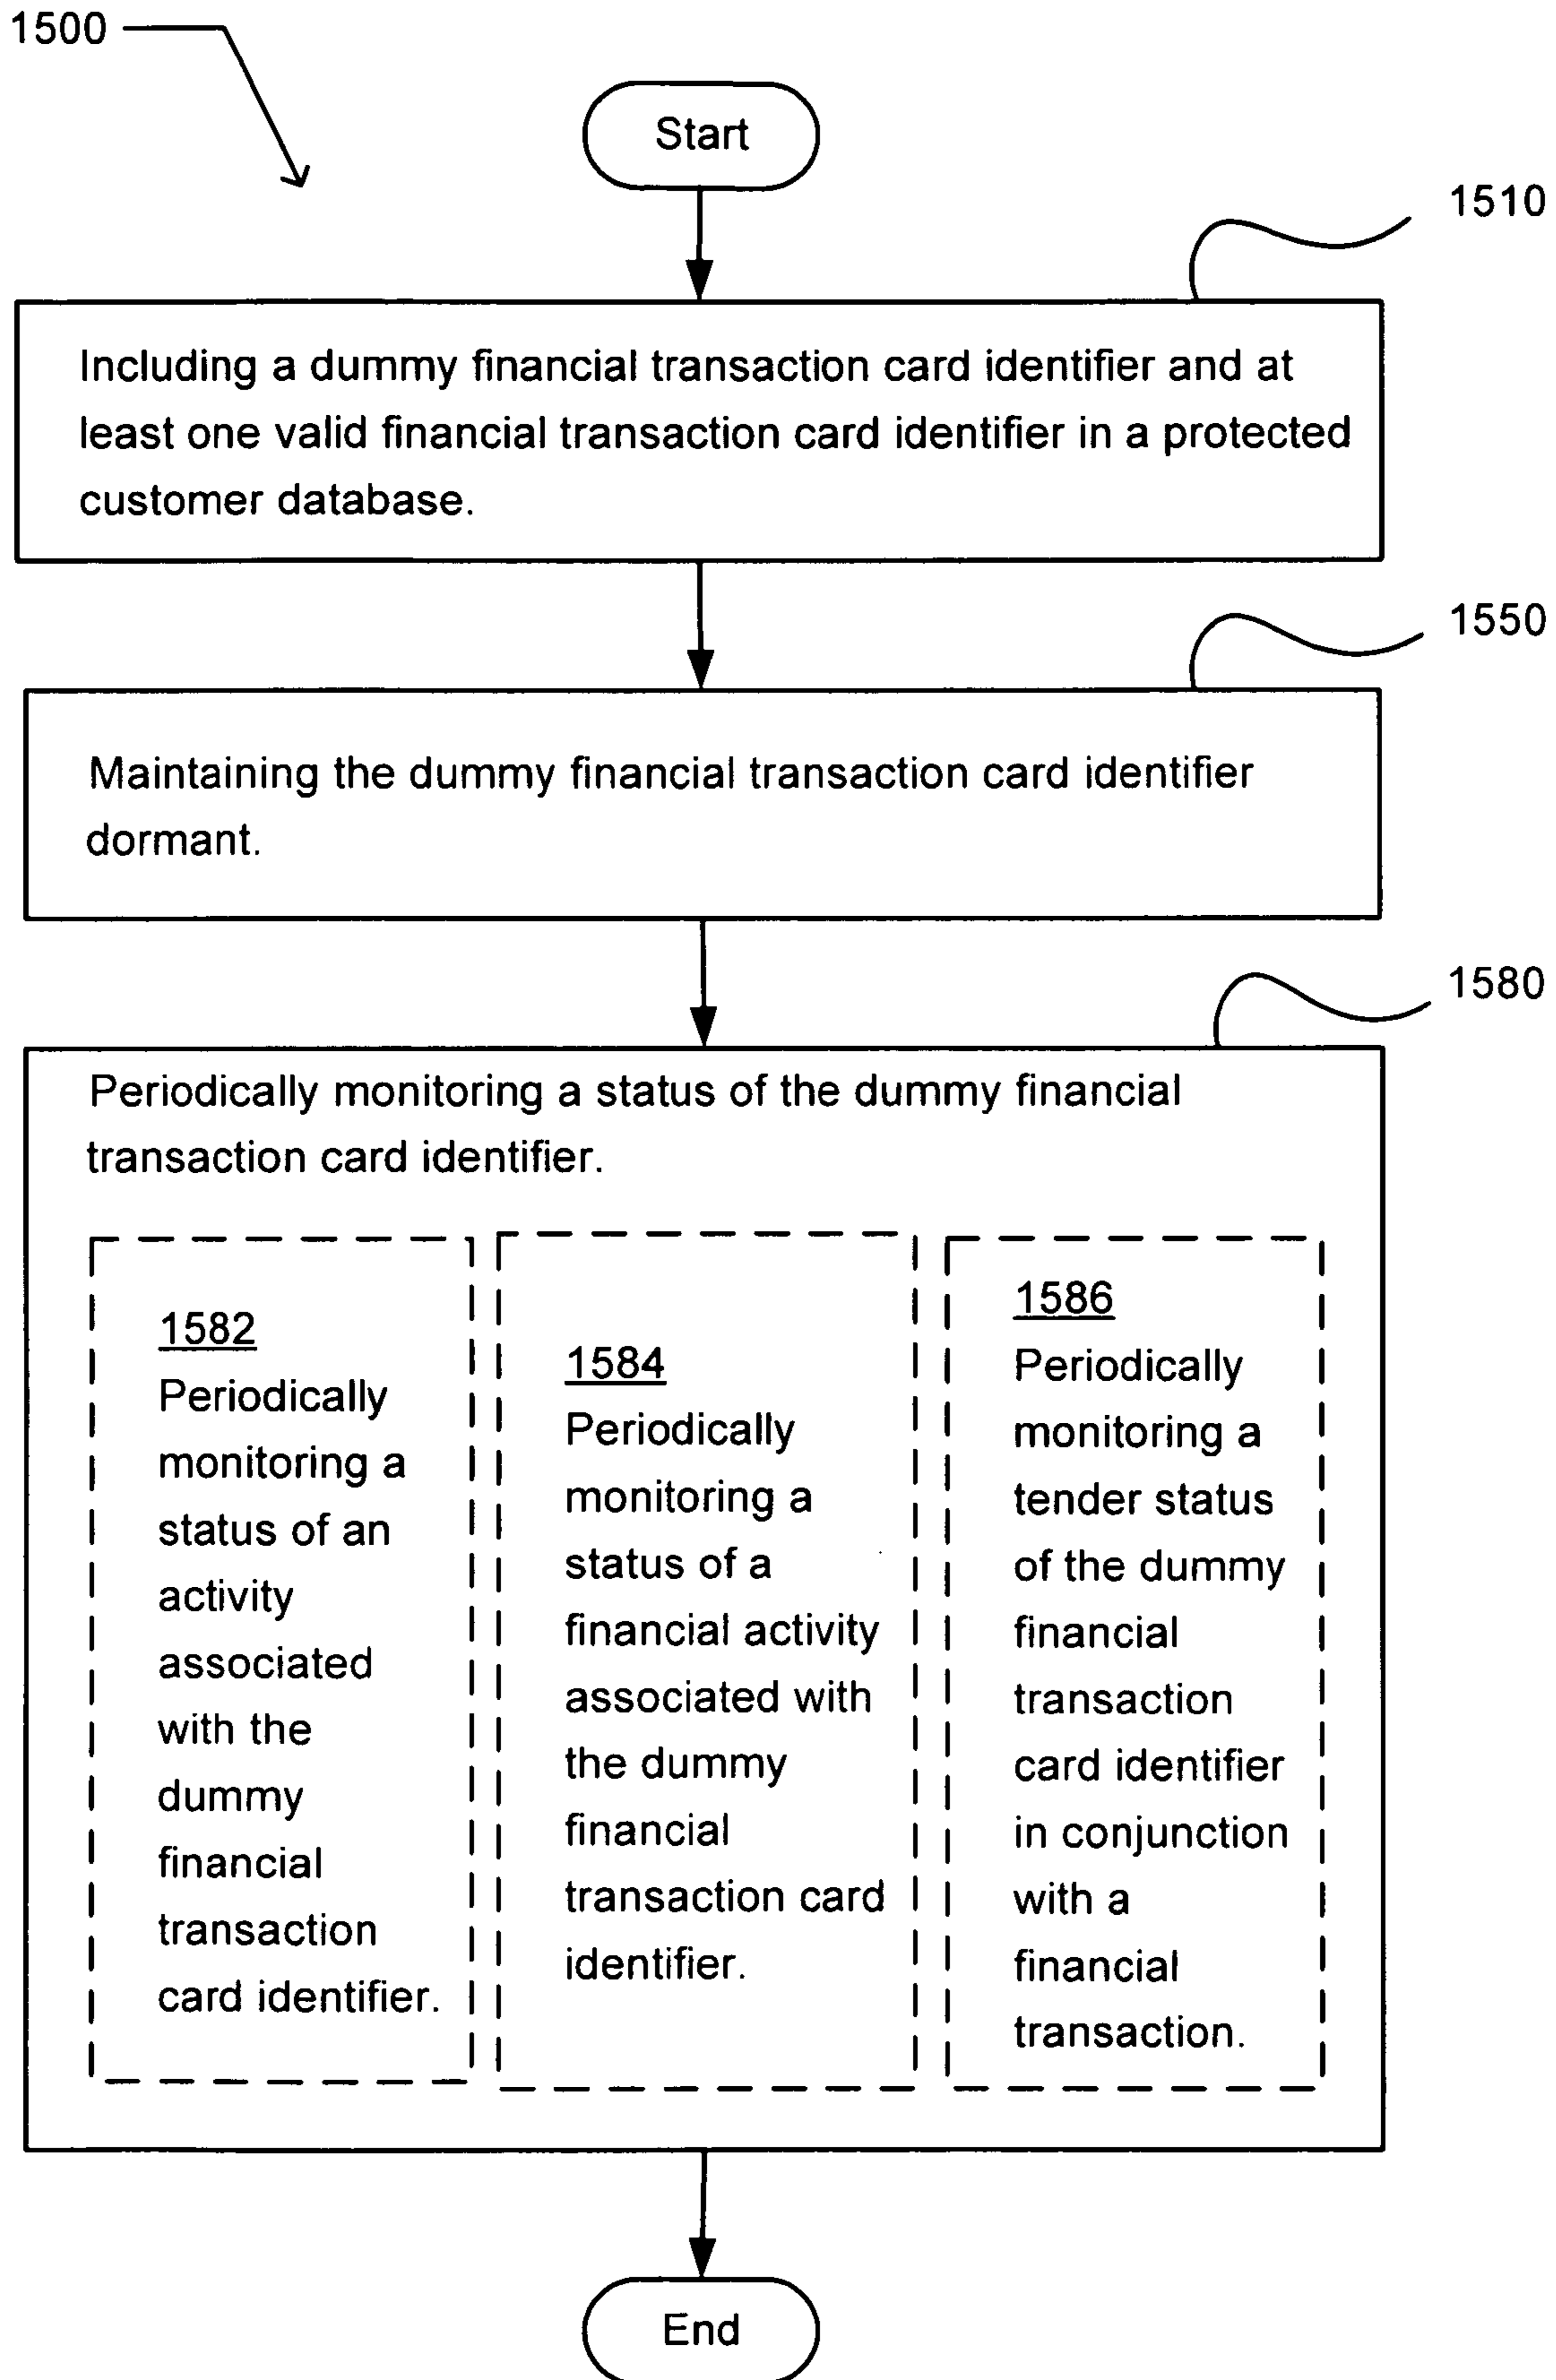 1500
Start
1510
Including a dummy financial transaction card identifier and at
least one valid financial transaction card identifier in a protected
customer database.
1550
Maintaining the dummy financial transaction card identifier
dormant.
1580
Periodically monitoring a status of the dummy financial
transaction card identifier.
1582
Periodically
monitoring a
status of an
activity
associated
with the
dummy
financial
transaction
card identifier.
1584
Periodically
monitoring a
status of a
financial activity
associated with
the dummy
financial
transaction card
identifier.
1586
Periodically
monitoring a
tender status
of the dummy
financial
transaction
card identifier
in conjunction
with a
financial
transaction.
End